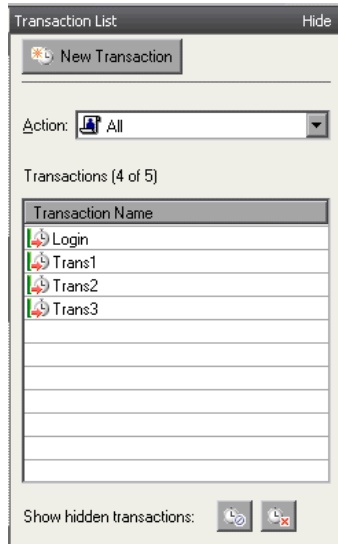 Transaction List Hide
New Transaction
Action: All
Transactions (4 of 5)
Transaction Name
Login
Trans1
Trans2
Trans3
Show hidden transactions: